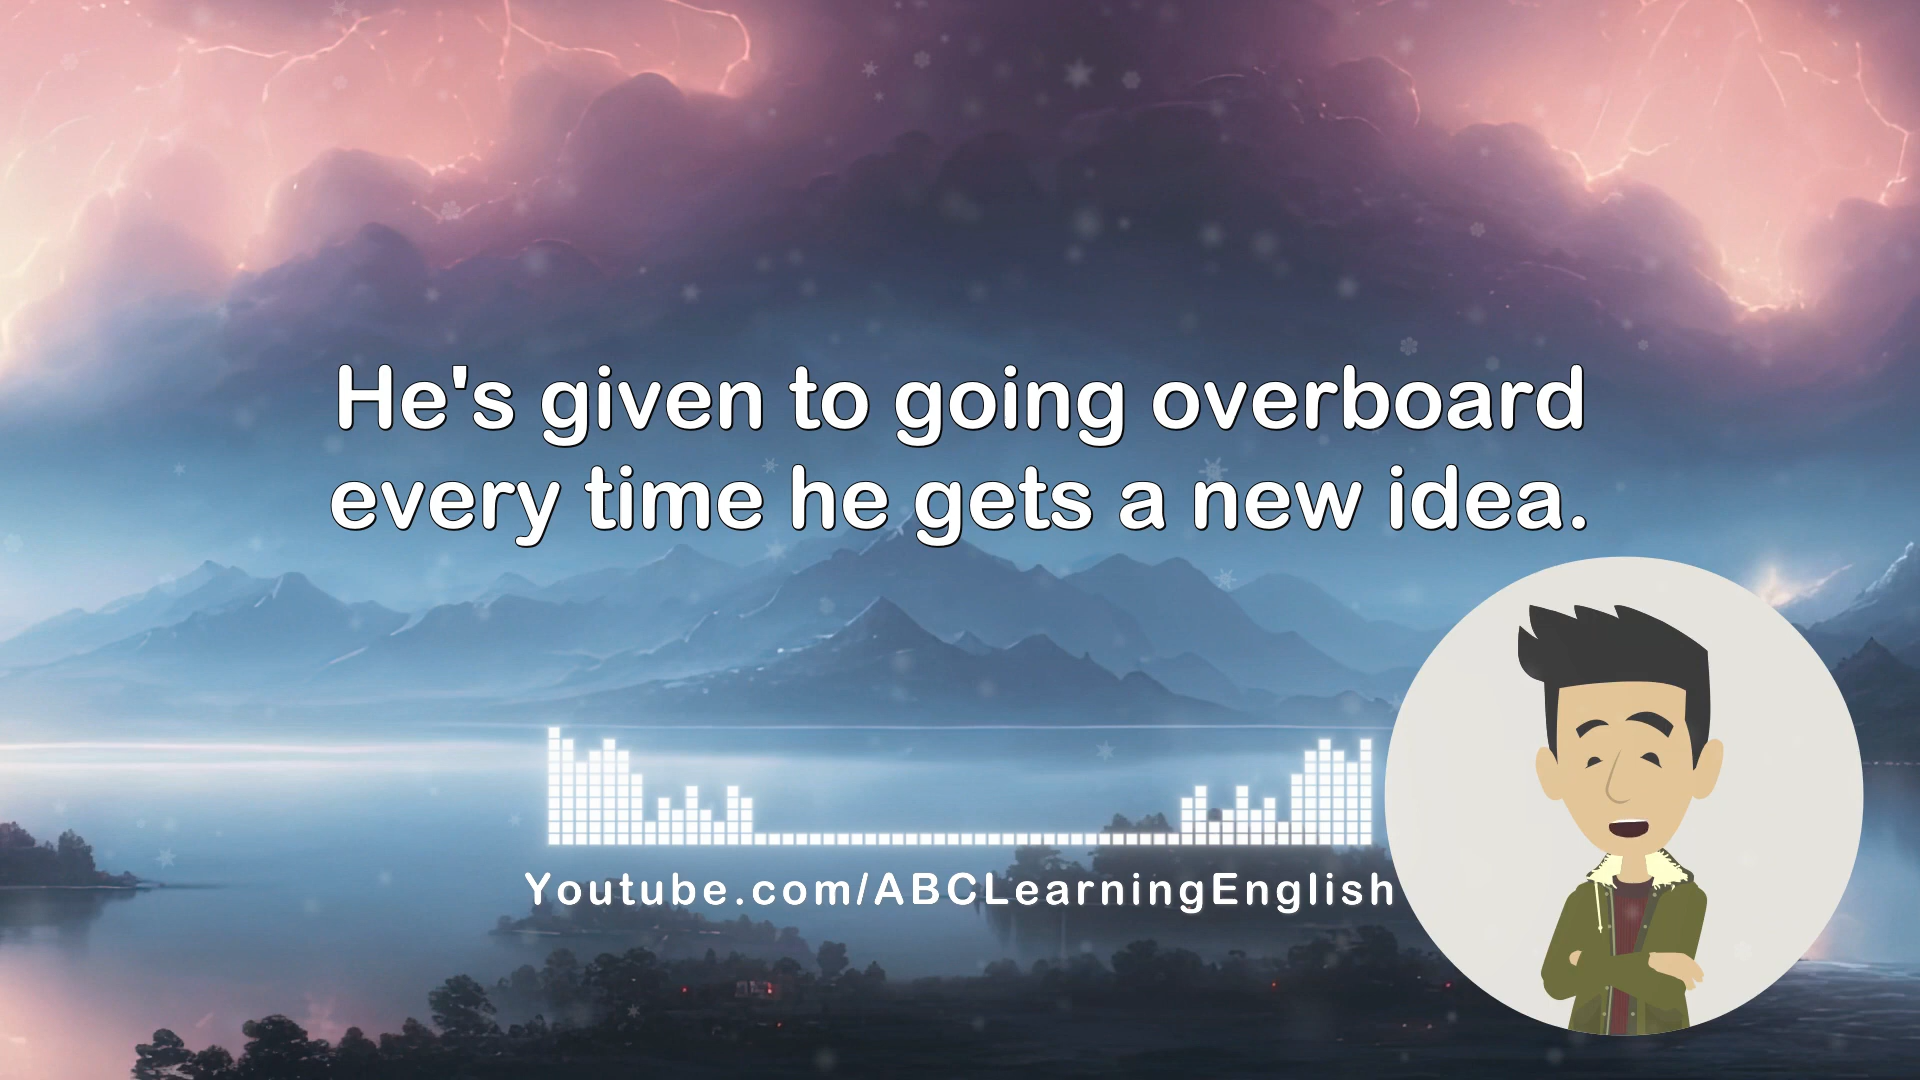 He's given to going overboard
every time he gets a new idea.
Youtube.com/ABCLearningEnglish